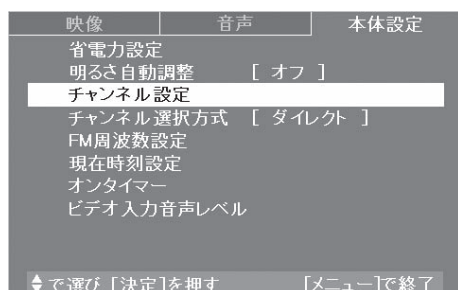 映像 音声 本体設定
省電力設定
明るさ自動調整 [ オフ ]
チャンネル設定
チャンネル選択方式 [ ダイレクト ]
FM周波数設定
現在時刻設定
オンタイマー
ビデオ入力音声レベル
で選び [決定]を押す [メニュー]で終了